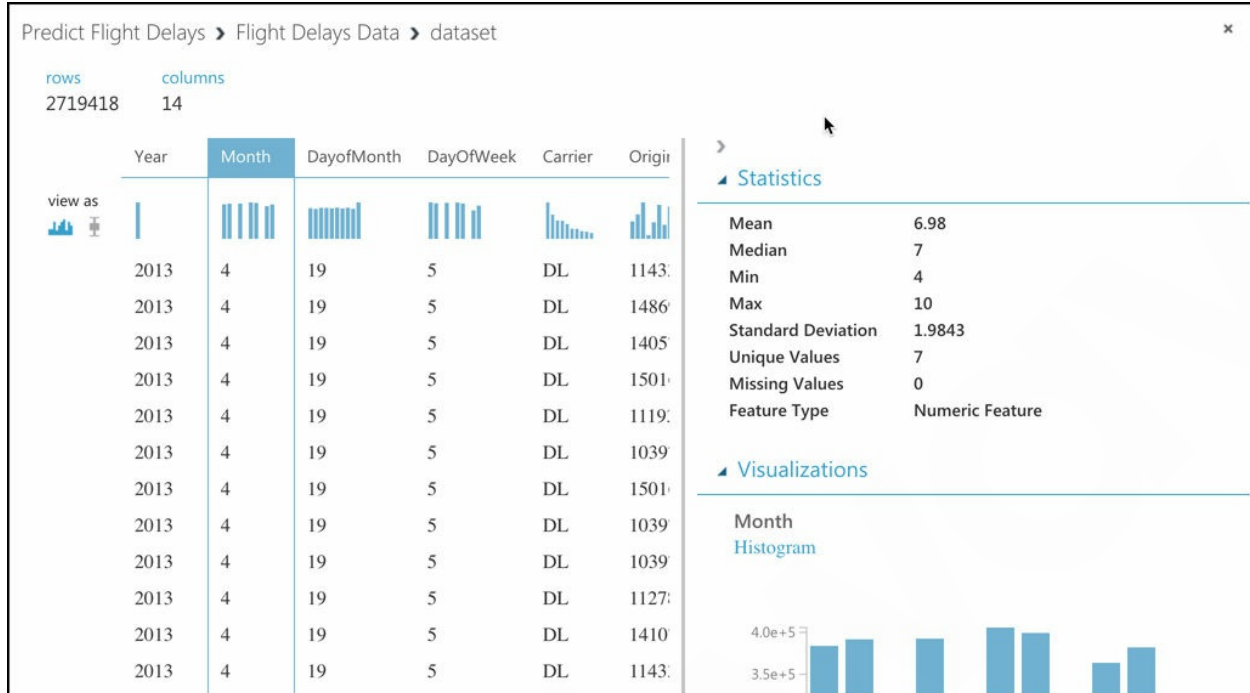 Predict Flight Delays › Flight Delays Data › dataset
rows columns
2719418 14
view as
Year Month DayofMonth DayOfWeek Carrier
2013 4 19 5 DL
2013 4 19 5 DL
2013 4 19 5 DL
2013 4 19 5 DL
2013 4 19 5 DL
2013 4 19 5 DL
2013 4 19 5 DL
2013 4 19 5 DL
2013 4 19 5 DL
2013 4 19 5 DL
2013 4 19 5 DL
2013 4 19 5 DL
Statistics
Mean 6.98
Median 7
Min 4
Max 10
Standard Deviation 1.9843
Unique Values 7
Missing Values 0
Feature Type Numeric Feature
Visualizations
Month
Histogram
4.0e+5
3.5e+5